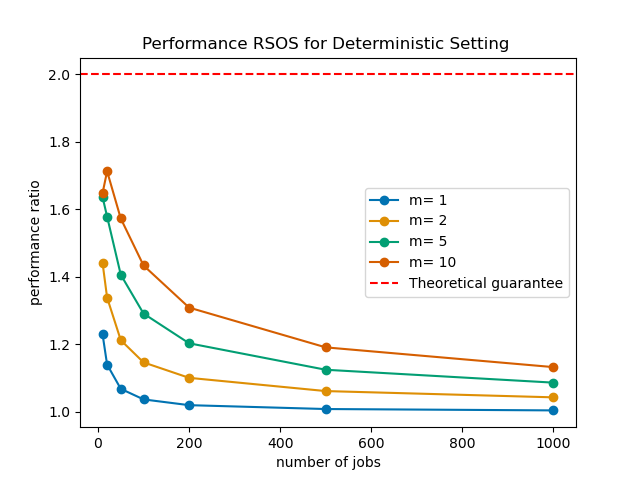 Performance RSOS for Deterministic Setting
performance ratio
2.0
1.8
1.6
1.4
1.2
1.0
m= 1
m= 2
m= 5
m= 10
Theoretical guarantee
0 200 400 600 800 1000
number of jobs